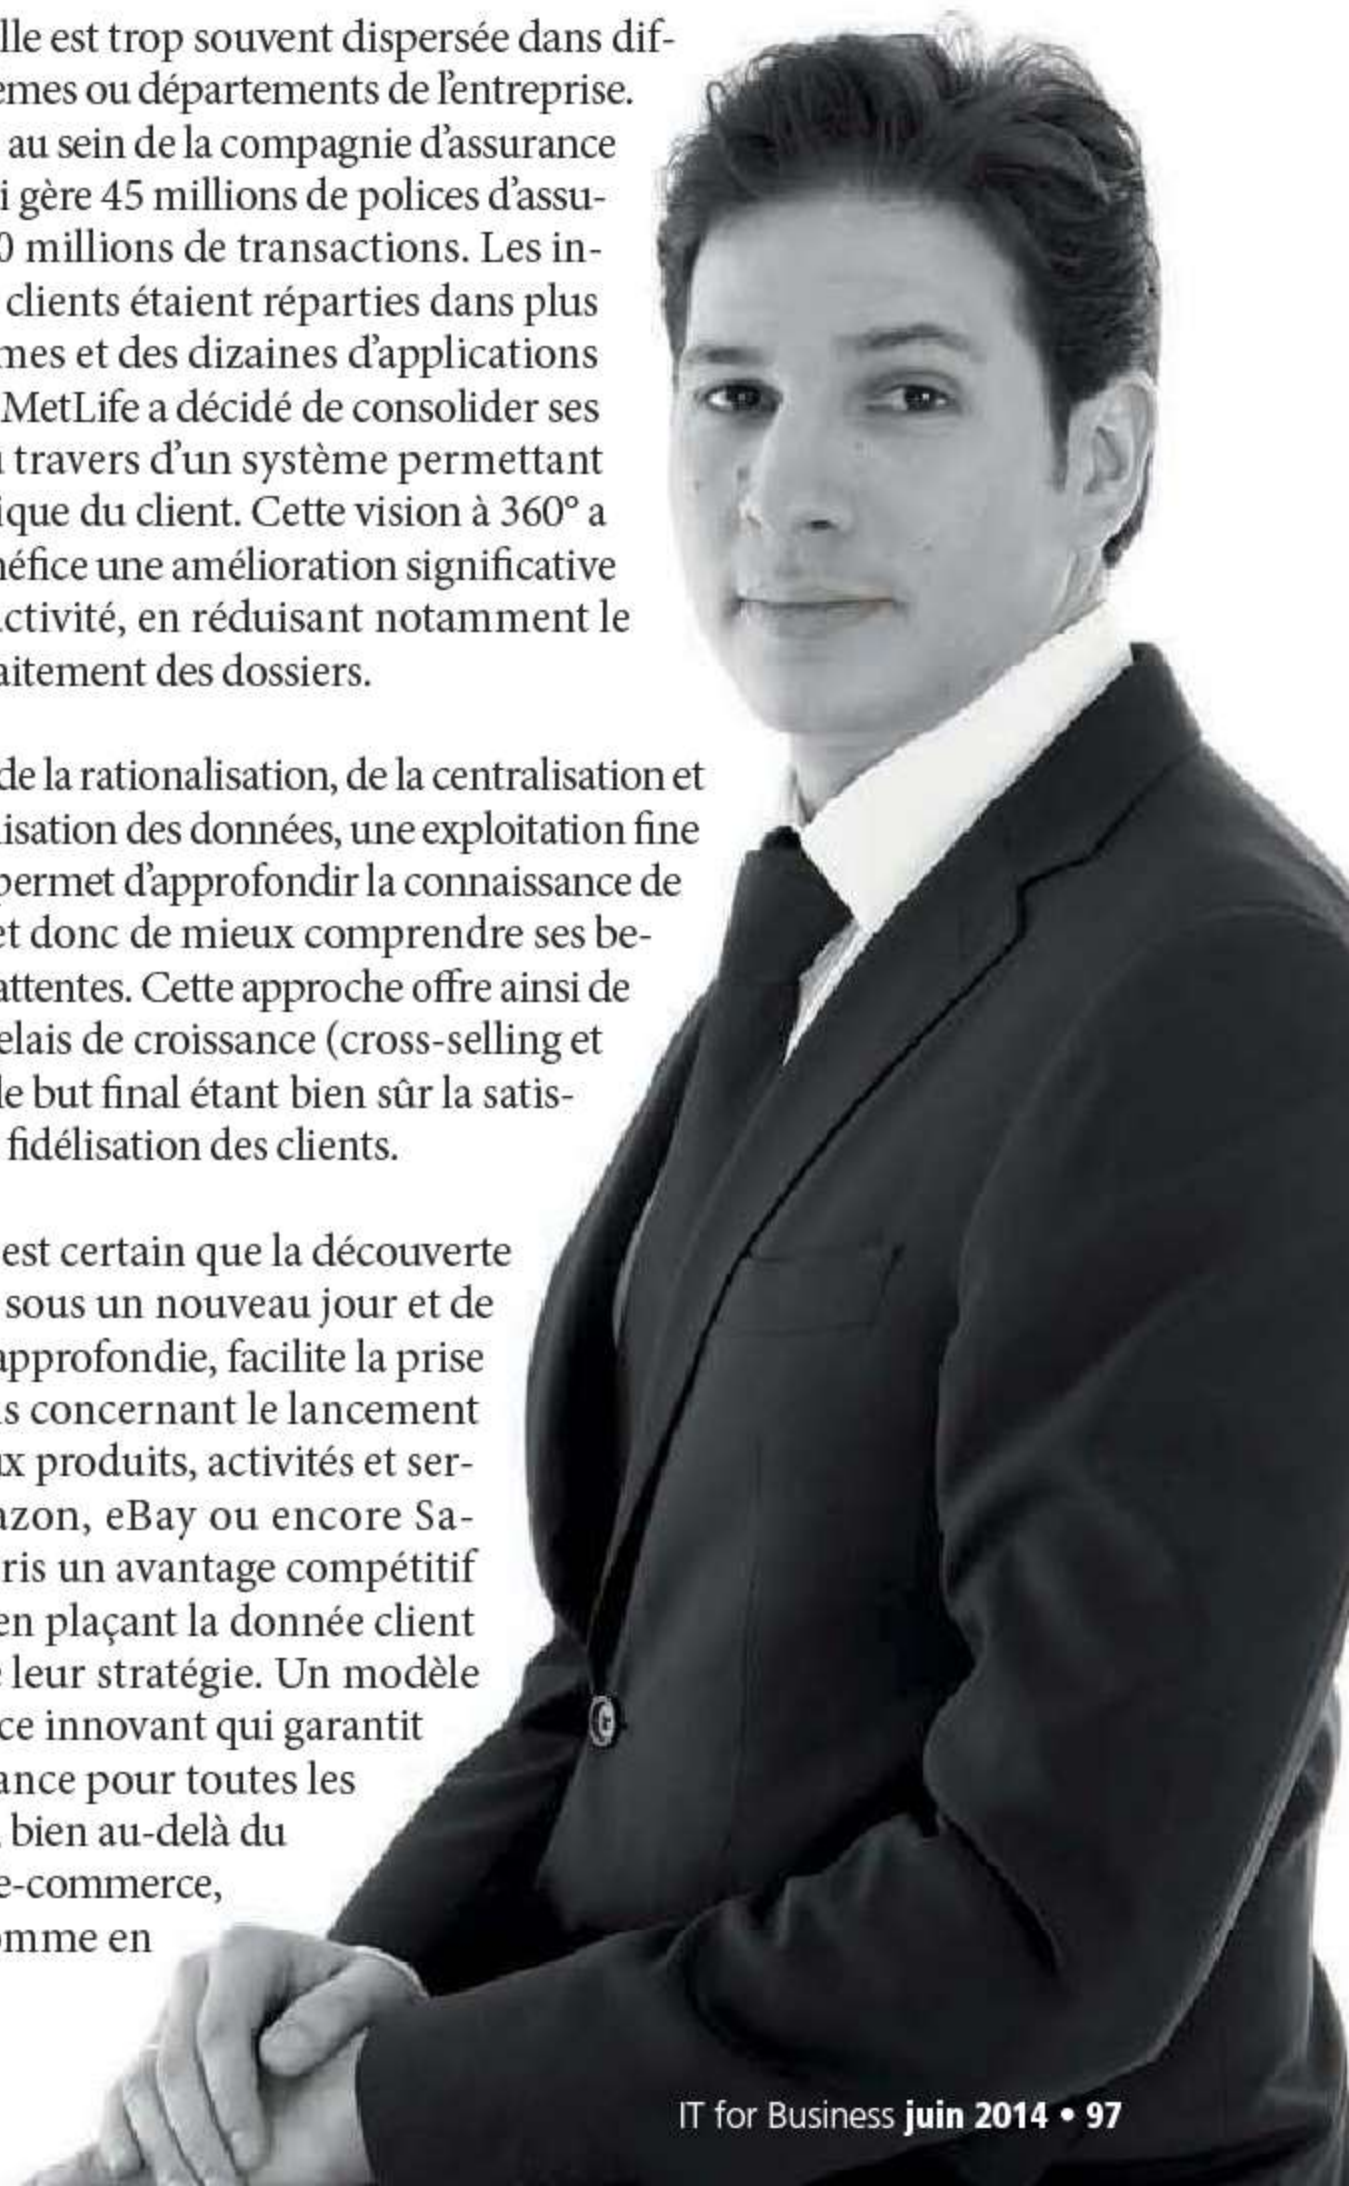 lle est trop souvent dispersée dans dif-
èmes ou départements de l'entreprise.
au sein de la compagnie d'assurance
i gère 45 millions de polices d'assu-
0 millions de transactions. Les in-
clients étaient réparties dans plus
mes et des dizaines d'applications
MetLife a décidé de consolider ses
travers d'un système permettant
ique du client. Cette vision à 360° a
néfice une amélioration significative
activité, en réduisant notamment le
aitement des dossiers.
de la rationalisation, de la centralisation et
lisation des données, une exploitation fine
permet d'approfondir la connaissance de
et donc de mieux comprendre ses be-
attentes. Cette approche offre ainsi de
elais de croissance (cross-selling et
le but final étant bien sûr la satis-
fidélisation des clients.
est certain que la découverte
sous un nouveau jour et de
approfondie, facilite la prise
s concernant le lancement
ux produits, activités et ser-
azon, eBay ou encore Sa-
ris un avantage compétitif
en plaçant la donnée client
e leur stratégie. Un modèle
ce innovant qui garantit
ance pour toutes les
bien au-delà du
e-commerce,
omme en
IT for Business juin 2014 • 97